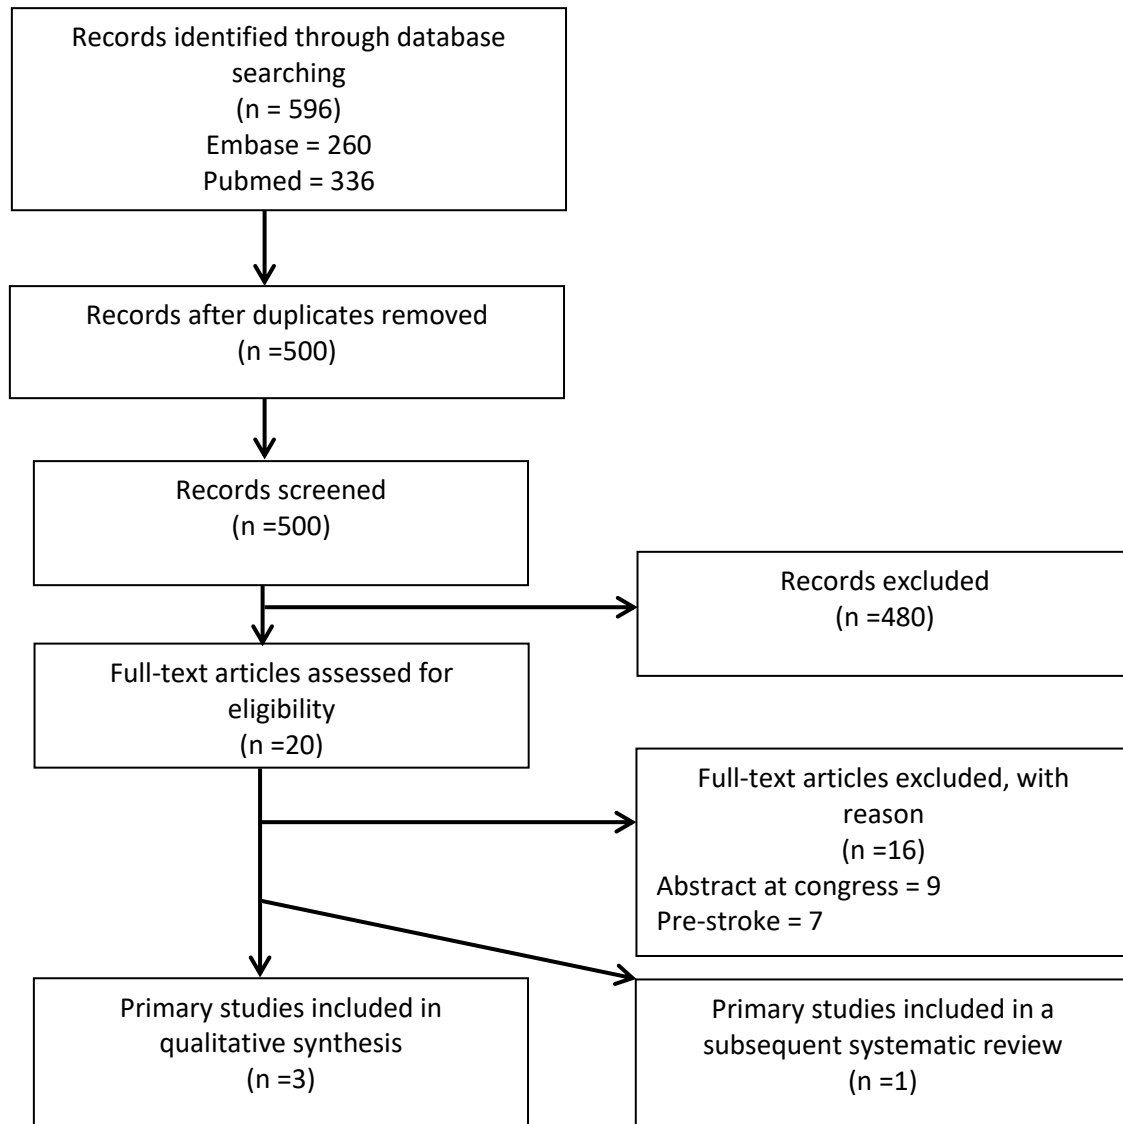 Records identified through database
searching
(n = 596)
Embase = 260
Pubmed = 336
Records after duplicates removed
(n =500)
Records screened
(n =500)
Records excluded
(n =480)
Full-text articles assessed for
eligibility
(n =20)
Full-text articles excluded, with
reason
(n =16)
Abstract at congress = 9
Pre-stroke = 7
Primary studies included in
qualitative synthesis
(n =3)
Primary studies included in a
subsequent systematic review
(n =1)